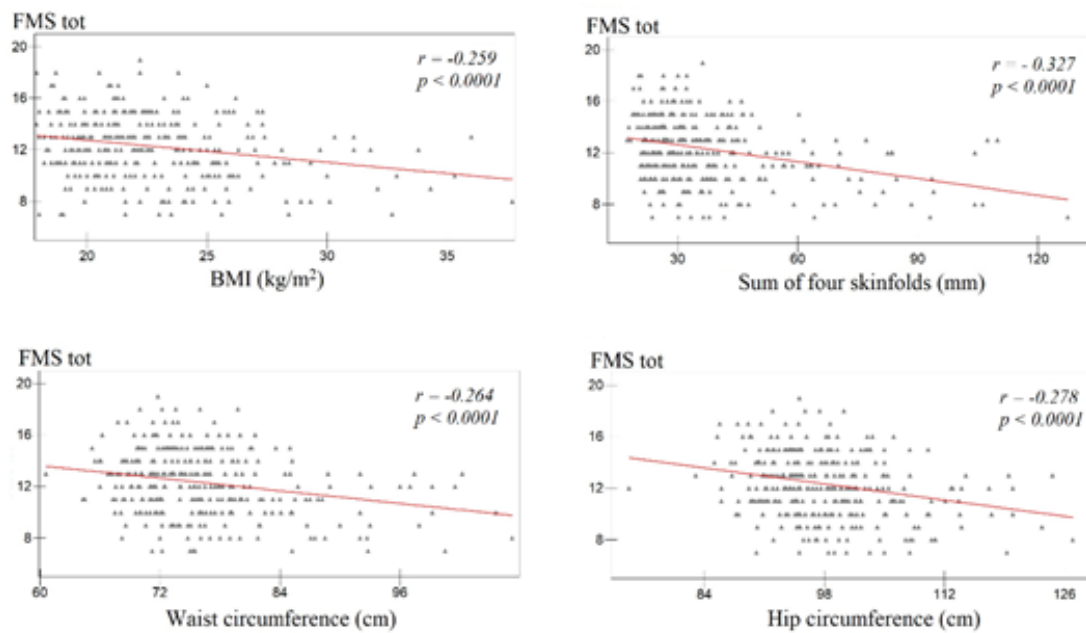 FMS tot
20
16
12
8
r = -0.259
p < 0.0001
20 25 30 35
BMI (kg/m²)
FMS tot
20
16
12
8
r = - 0.327
p < 0.0001
30 60 90 120
Sum of four skinfolds (mm)
FMS tot
20
16
12
8
r = -0.264
p < 0.0001
60 72 84 96
Waist circumference (cm)
FMS tot
20
16
12
8
r = -0.278
p < 0.0001
84 98 112 126
Hip circumference (cm)